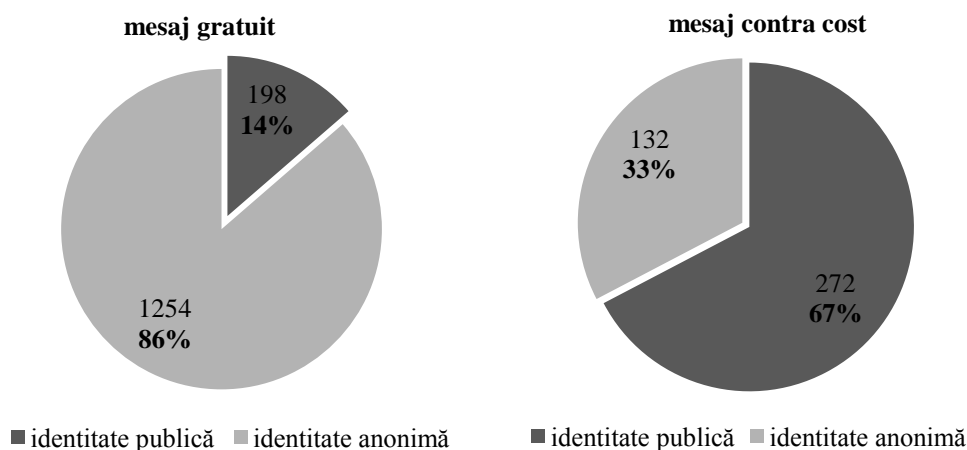 mesaj gratuit
198
14%
1254
86%
identitate publică identitate anonimă
mesaj contra cost
132
33%
272
67%
identitate publică identitate anonimă